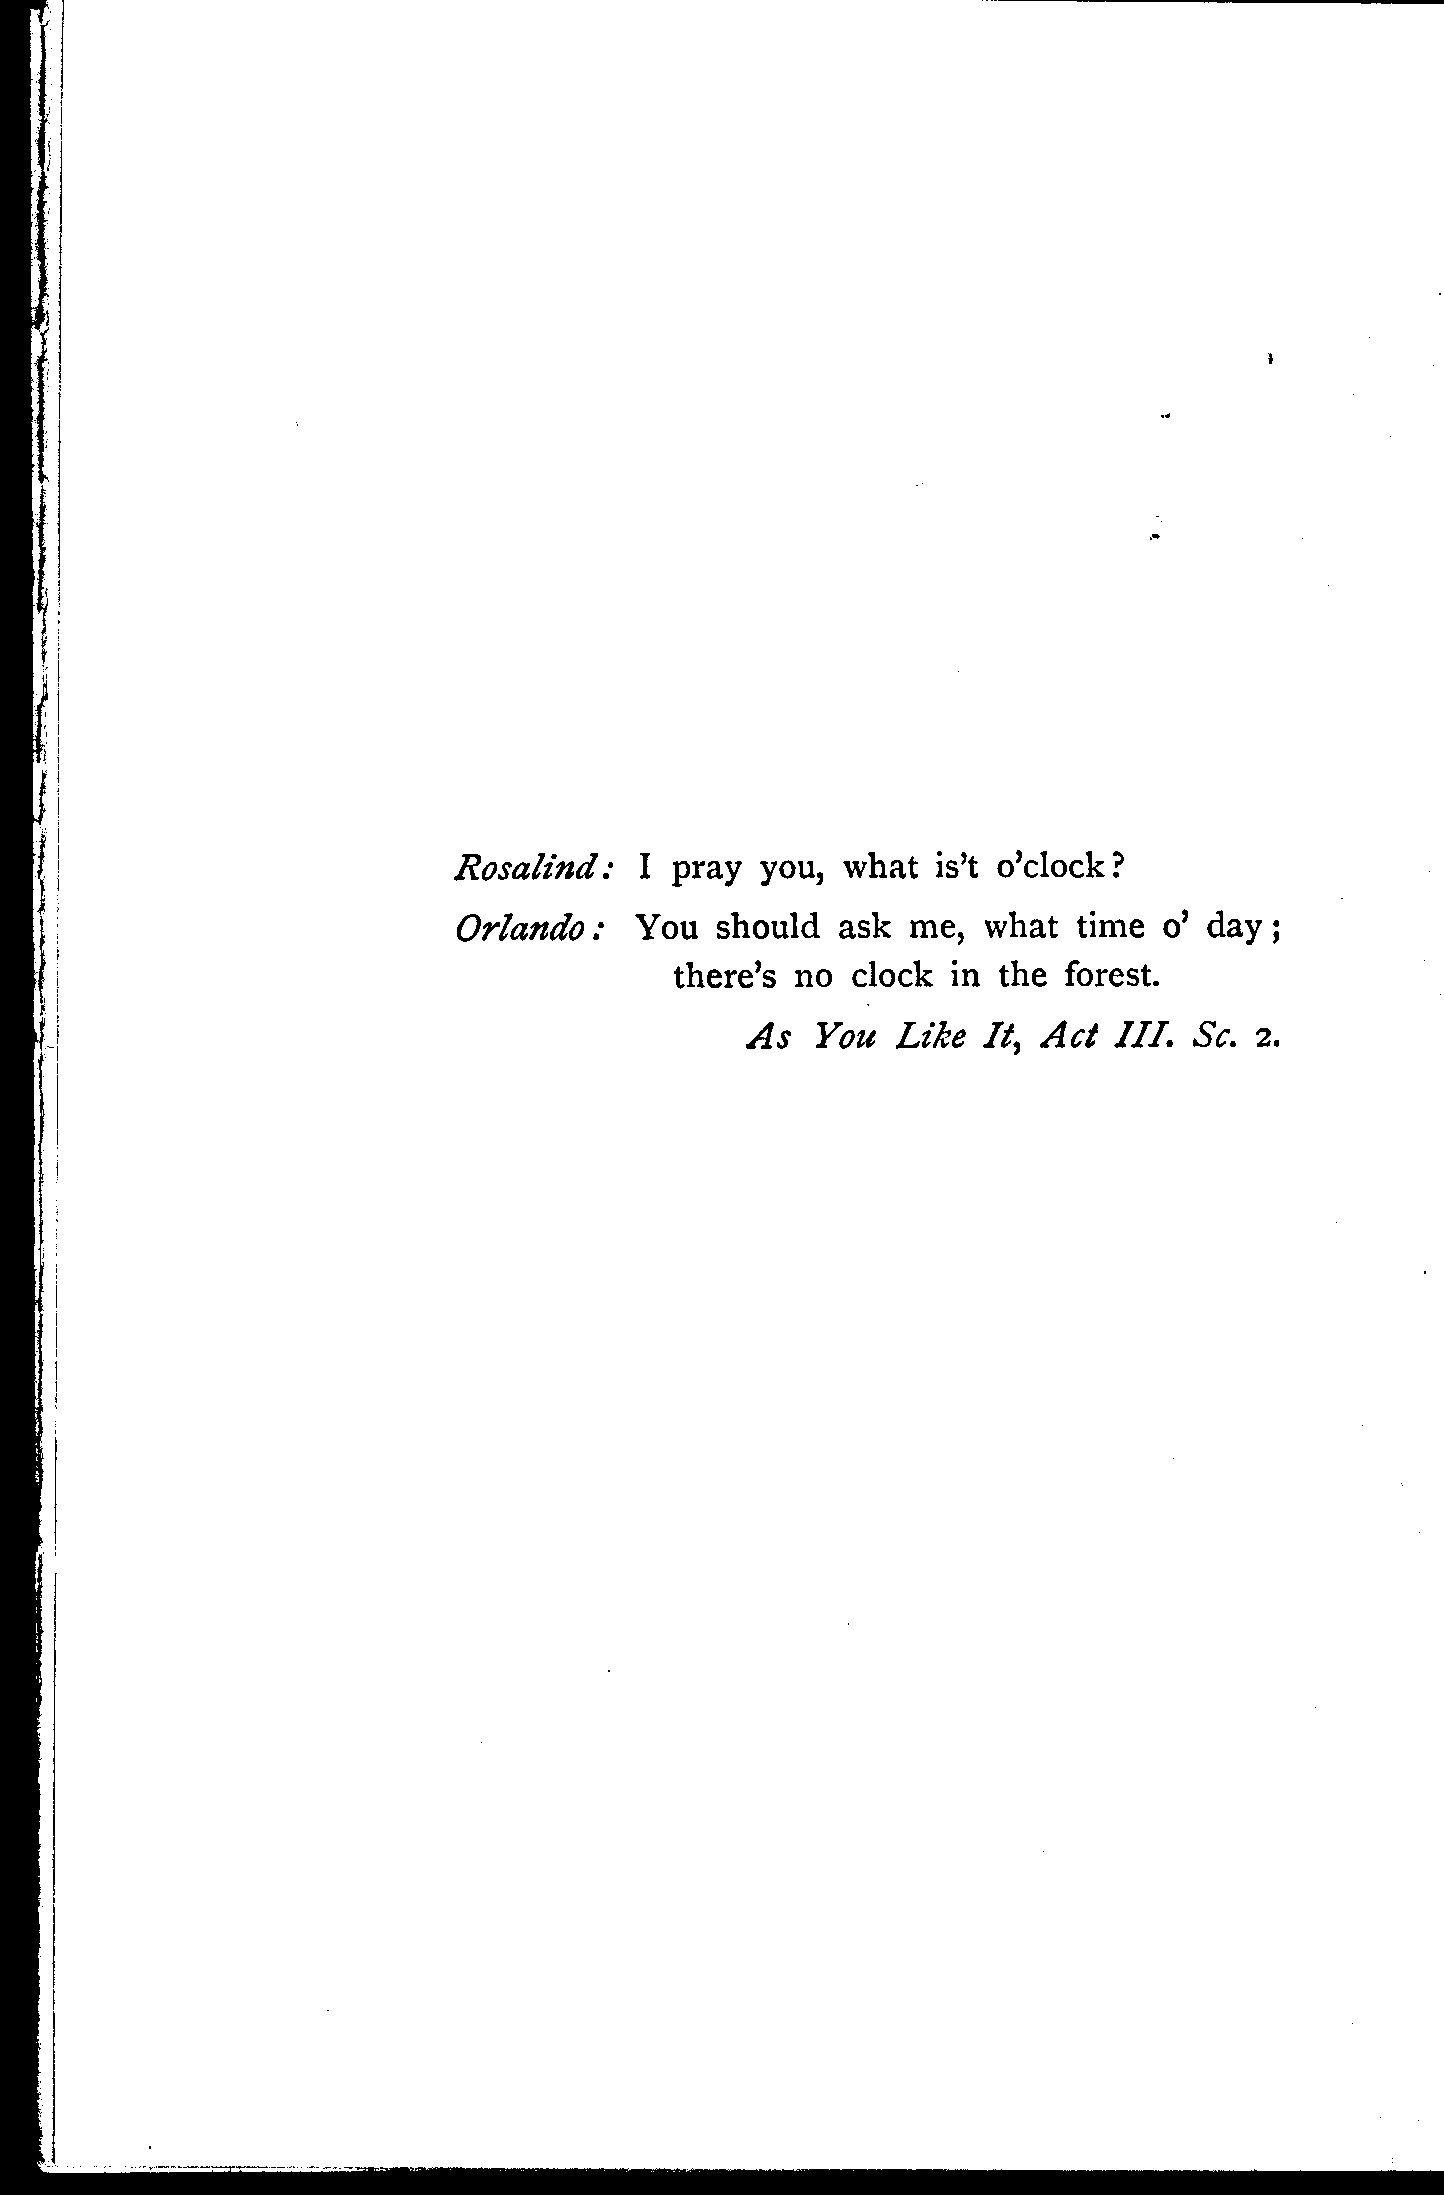 Rosalind: I pray you, what is't o'clock?
Orlando: You should ask me, what time o' day;
there's no clock in the forest.
As You Like It, Act III. Sc. 2.